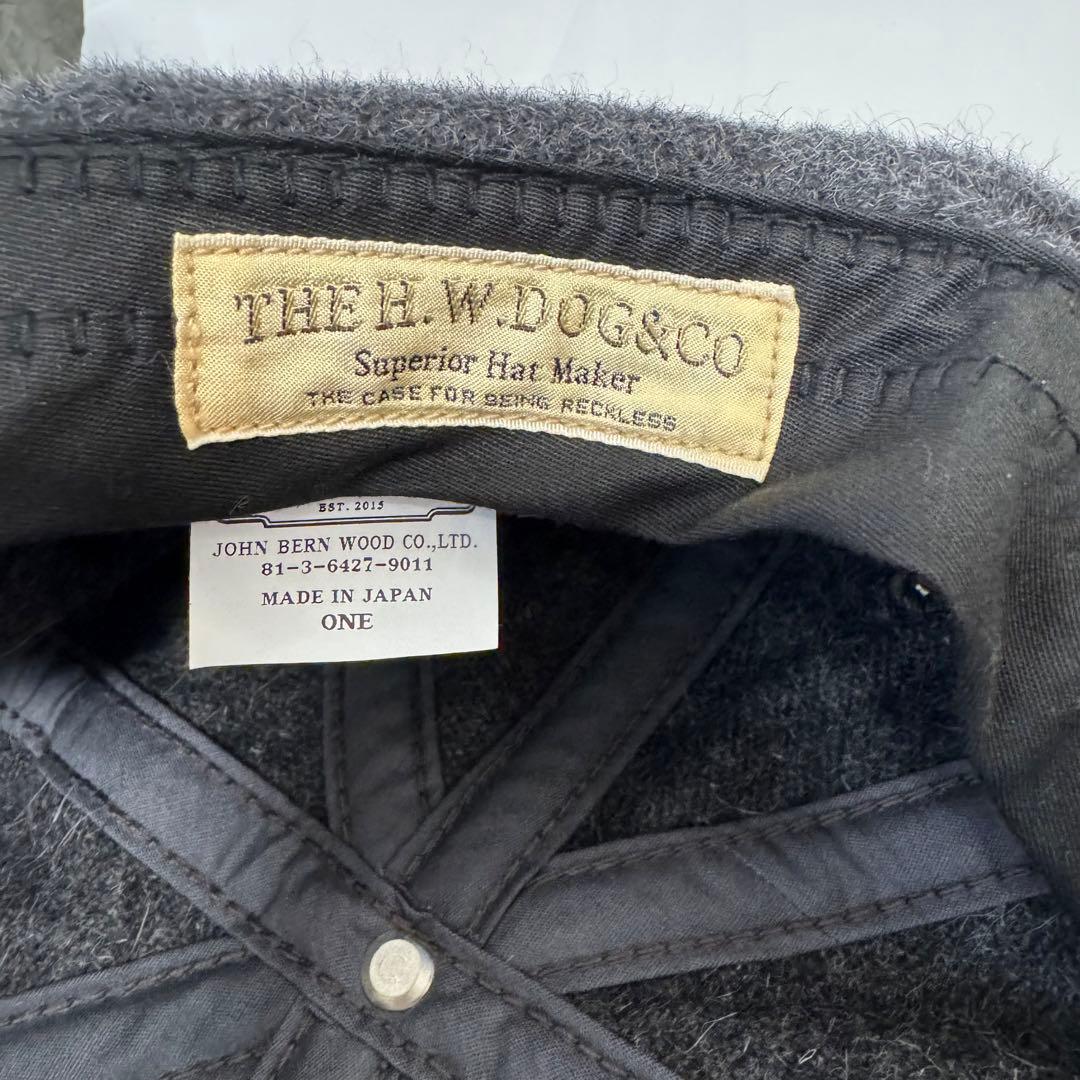 THE H.W.DOG&CO
Superior Hat Maker
THE CASE FOR BEING RECKLESS
EST. 2015
JOHN BERN WOOD CO.,LTD.
81-3-6427-9011
MADE IN JAPAN
ONE